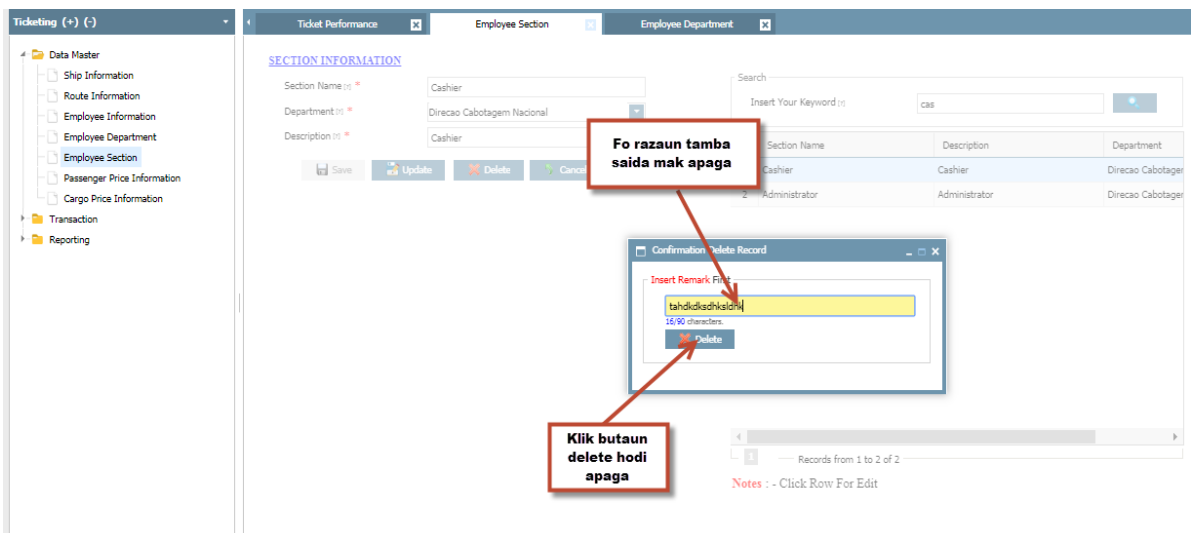 Ticketing (+) (-)
Ticket Performance
Employee Section
Employee Department
Data Master
Ship Information
Route Information
Employee Information
Employee Department
Employee Section
Passenger Price Information
Cargo Price Information
Transaction
Reporting
SECTION INFORMATION
Section Name [?] *
Cashier
Department [?] *
Direcao Cabotagem Nacional
Description [?] *
Cashier
Save
Update
Delete
Cancel
Search
Insert Your Keyword [?]
cas
Section Name
Description
Department
Cashier
Cashier
Direcao Cabotager
2
Administrator
Administrator
Direcao Cabotager
Fo razaun tamba
saida mak apaga
Confirmation Delete Record
Insert Remark First
tahdkdksdhksldhk
16/90 characters.
Delete
Klik butaun
delete hodi
apaga
1
Records from 1 to 2 of 2
Notes : - Click Row For Edit